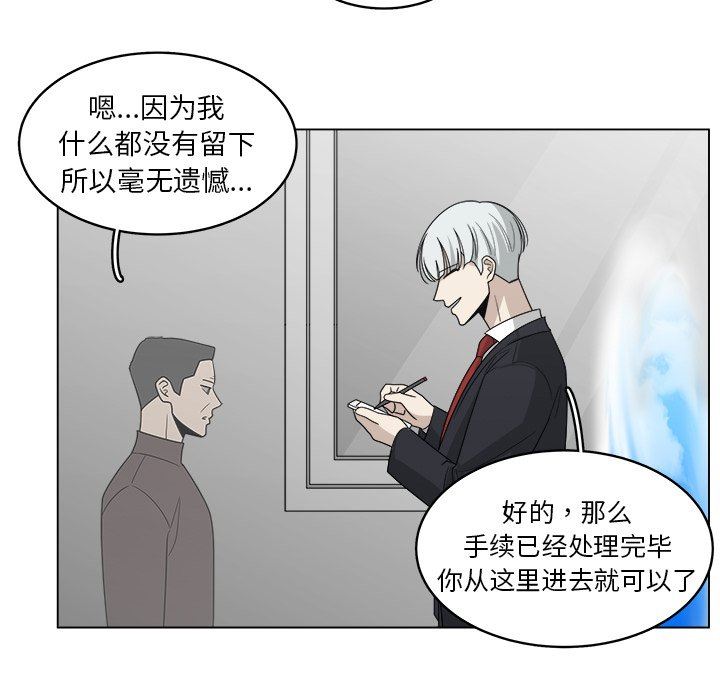 嗯...因为我
什么都没有留下
所以毫无遗憾...
好的，那么
手续已经处理完毕
你从这里进去就可以了